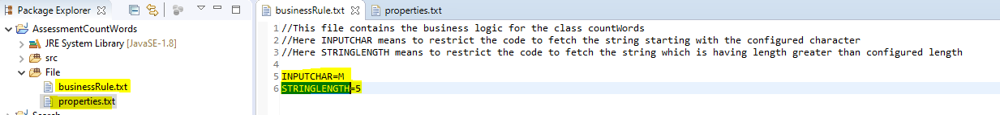 Package Explorer
AssessmentCountWords
JRE System Library [JavaSE-1.8]
src
File
businessRule.txt
properties.txt
businessRule.txt
properties.txt
1 //This file contains the business logic for the class countWords
2 //Here INPUTCHAR means to restrict the code to fetch the string starting with the configured character
3 //Here STRINGLENGTH means to restrict the code to fetch the string which is having length greater than configured length
4
5 INPUTCHAR=M
6 STRINGLENGTH=5